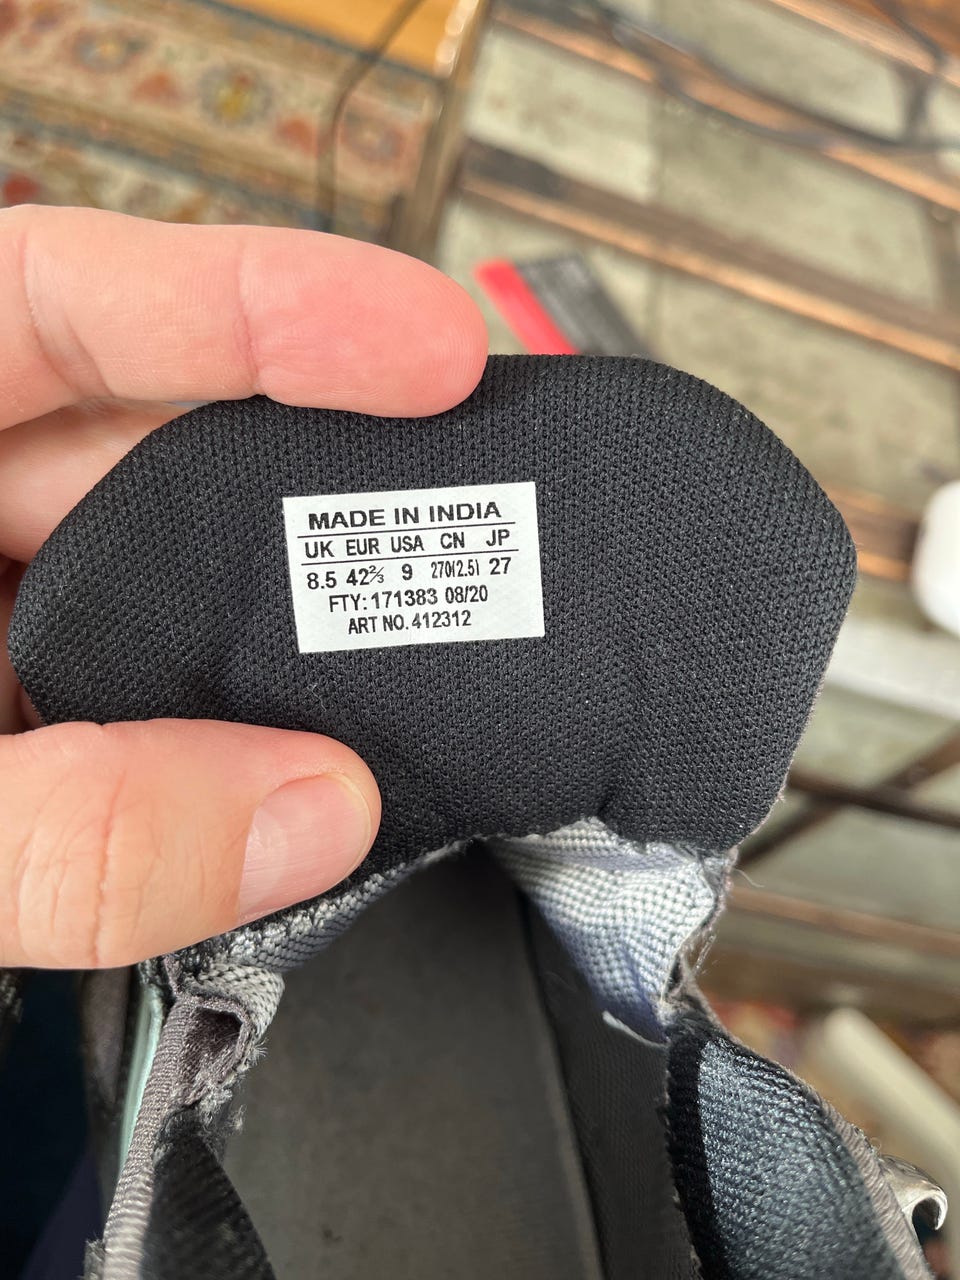 MADE IN INDIA
UK EUR USA CN JP
8.5 42⅔ 9 270(2.5) 27
FTY: 171383 08/20
ART NO. 412312